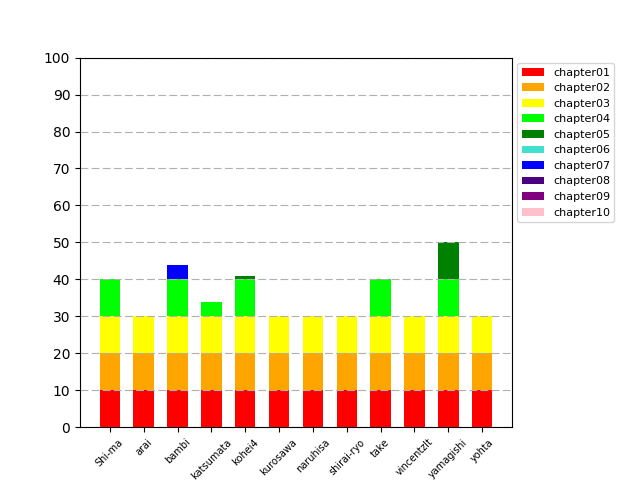 100
90
80
70
60
50
40
30
20
10
0
chapter01
chapter02
chapter03
chapter04
chapter05
chapter06
chapter07
chapter08
chapter09
chapter10
Shi-ma
arai
bambi
katsumata
kohei4
kurosawa
naruhisa
shirai-ryo
take
vincentzlt
yamagishi
yohta